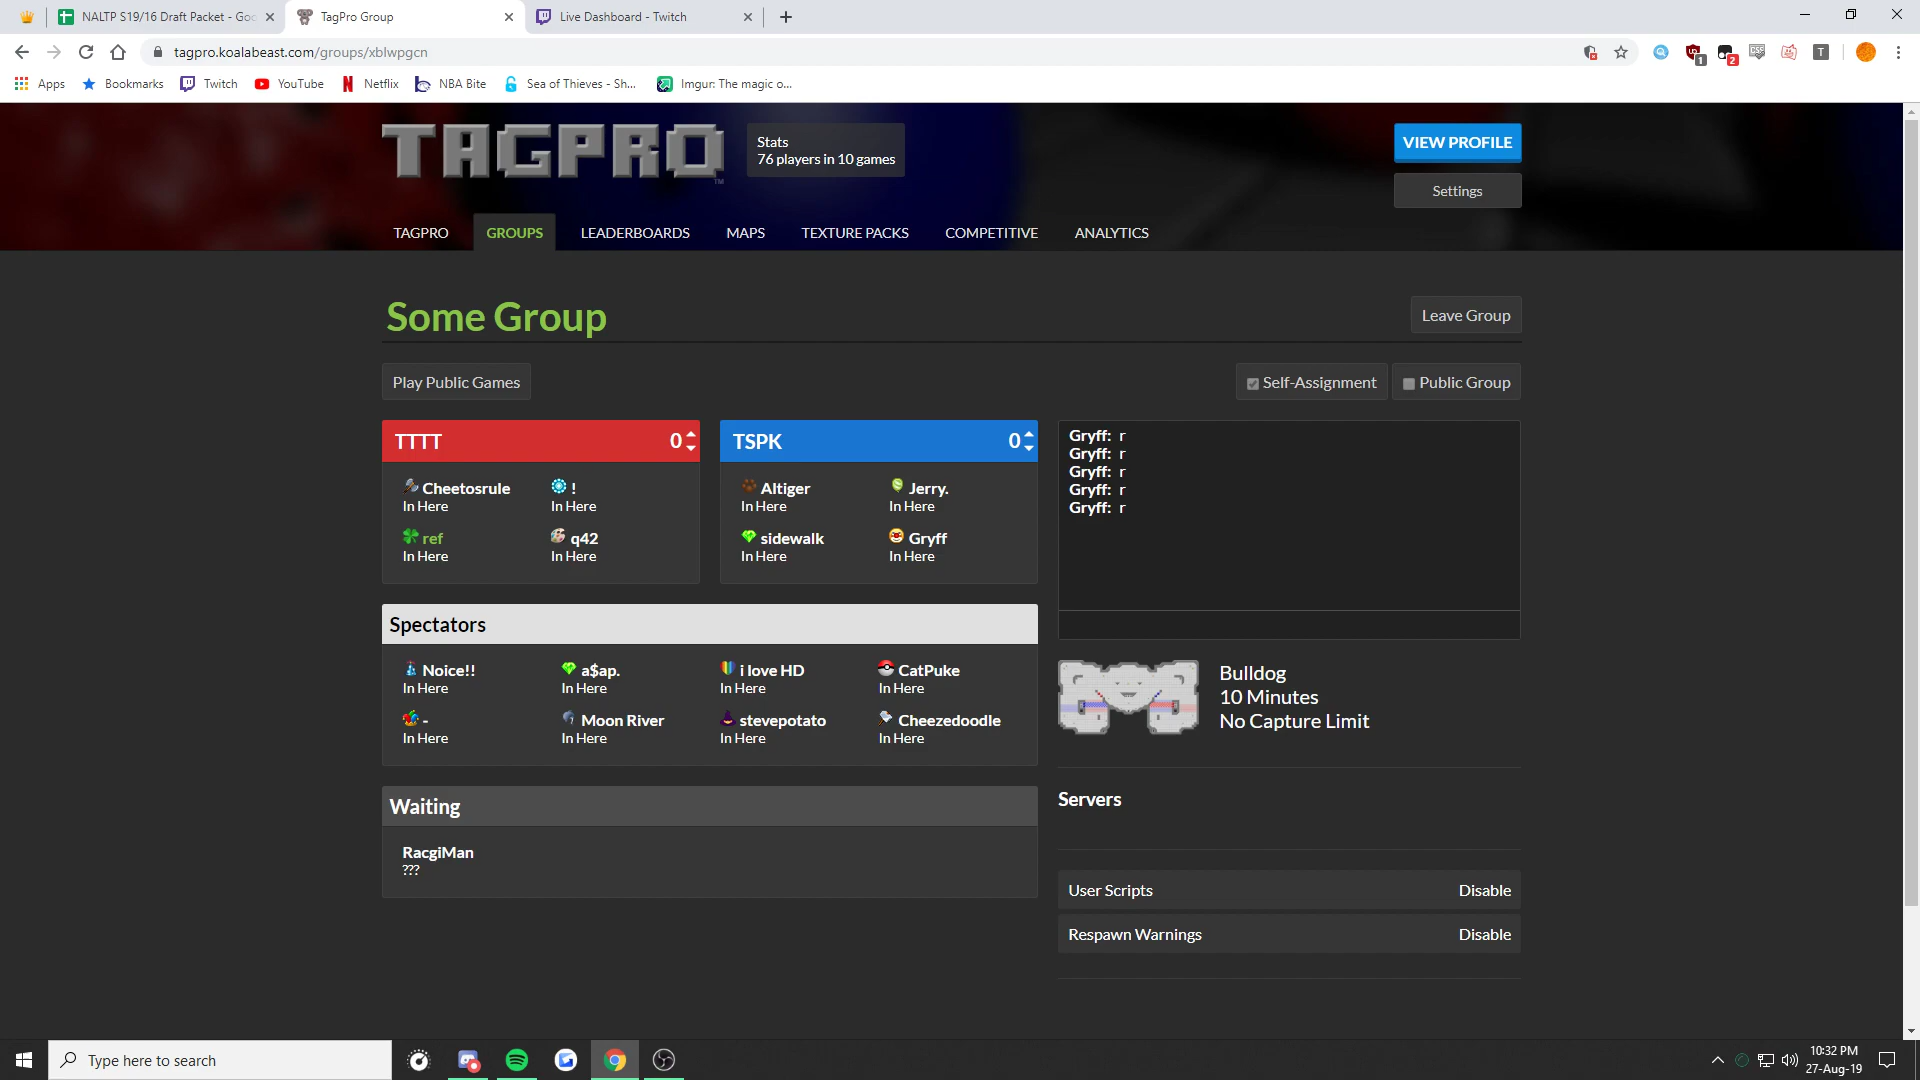 NALTP S19/16 Draft Packet - Goo
TagPro Group
Live Dashboard - Twitch
tagpro.koalabeast.com/groups/xblwpgcn
1
2
CSS
T
Apps
Bookmarks
Twitch
YouTube
Netflix
NBA Bite
Sea of Thieves - Sh...
Imgur: The magic o...
TAGPRO
TM
Stats
76 players in 10 games
VIEW PROFILE
Settings
TAGPRO
GROUPS
LEADERBOARDS
MAPS
TEXTURE PACKS
COMPETITIVE
ANALYTICS
Some Group
Leave Group
Play Public Games
Self-Assignment
Public Group
TTTT
0
Cheetosrule
In Here
!
In Here
ref
In Here
q42
In Here
TSPK
0
Altiger
In Here
Jerry.
In Here
sidewalk
In Here
Gryff
In Here
Gryff: r
Gryff: r
Gryff: r
Gryff: r
Gryff: r
Spectators
Noice!!
In Here
a$ap.
In Here
i love HD
In Here
CatPuke
In Here
-
In Here
Moon River
In Here
stevepotato
In Here
Cheezedoodle
In Here
Waiting
RacgiMan
???
Bulldog
10 Minutes
No Capture Limit
Servers
User Scripts
Disable
Respawn Warnings
Disable
Type here to search
10:32 PM
27-Aug-19